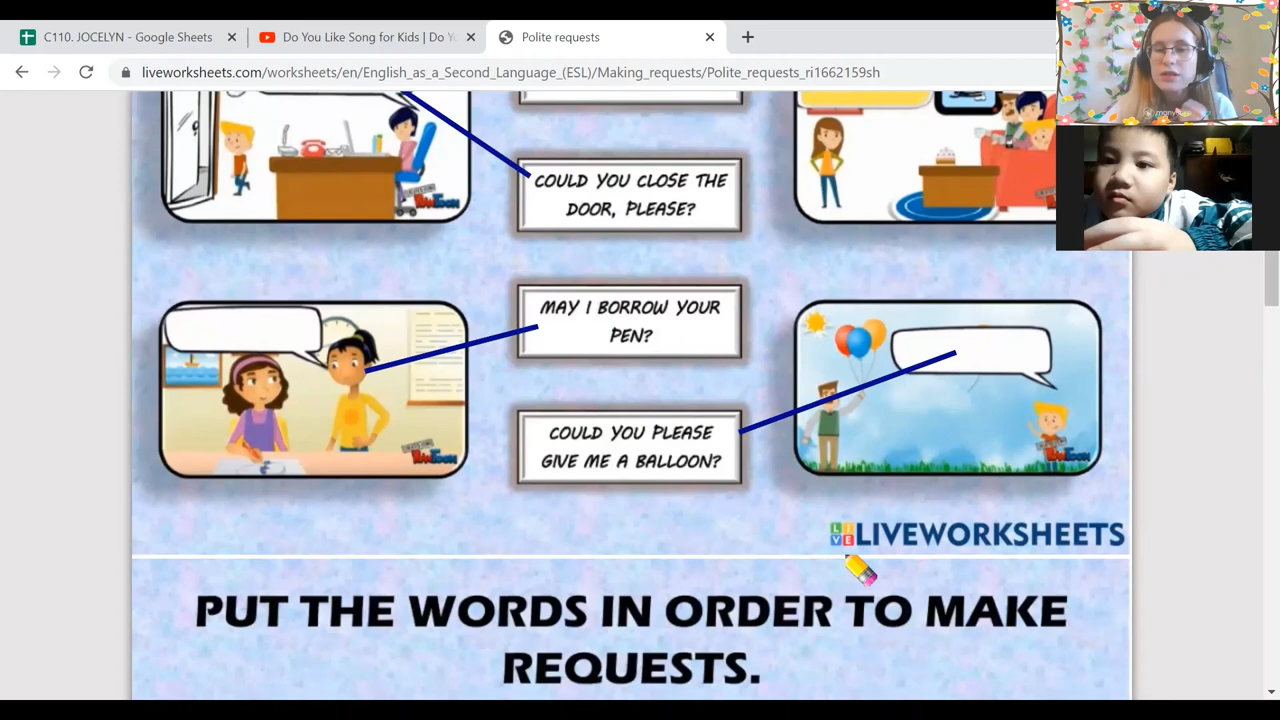 C110. JOCELYN - Google Sheets
Do You Like Song for Kids | Do Yo
Polite requests
liveworksheets.com/worksheets/en/English_as_a_Second_Language_(ESL)/Making_requests/Polite_requests_ri1662159sh
COULD YOU CLOSE THE
DOOR, PLEASE?
MAY I BORROW YOUR
PEN?
COULD YOU PLEASE
GIVE ME A BALLOON?
LIVE LIVEWORKSHEETS
PUT THE WORDS IN ORDER TO MAKE
REQUESTS.